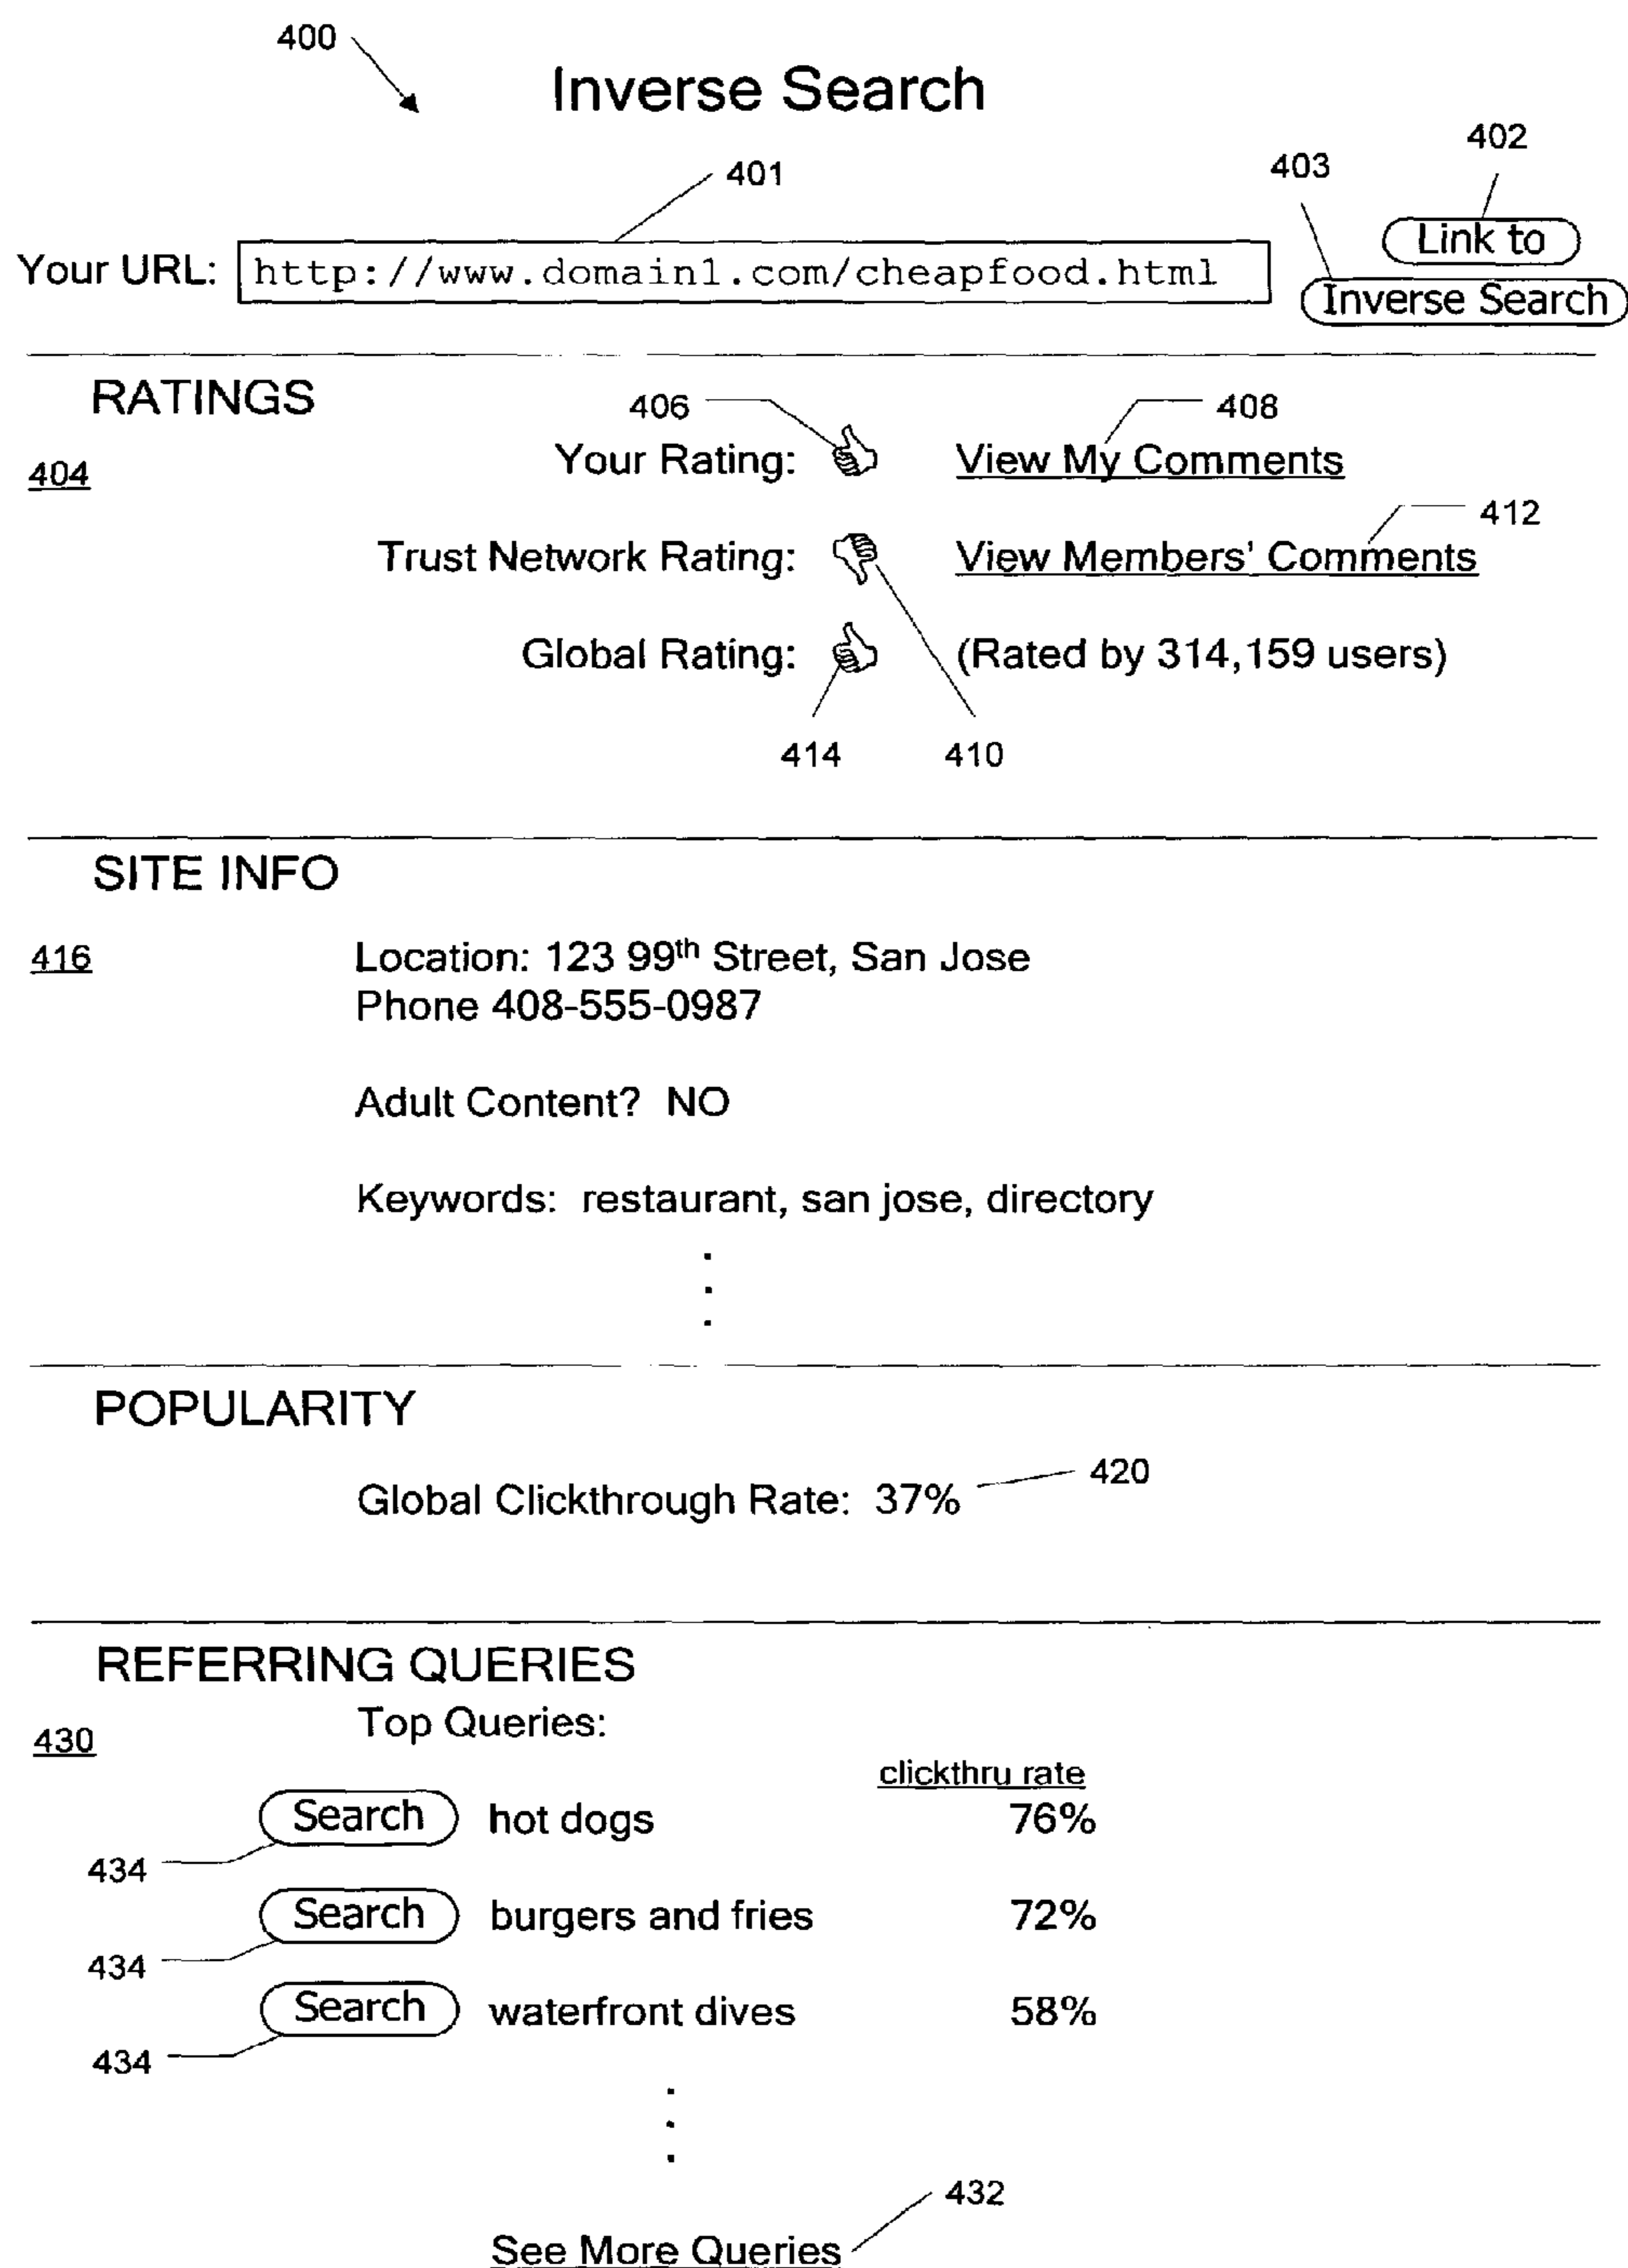 400
Inverse Search
402
403
401
Link to
Your URL: http://www.domain1.com/cheapfood.html
Inverse Search
RATINGS
406
408
Your Rating: View My Comments
404
412
Trust Network Rating: View Members' Comments
Global Rating: (Rated by 314,159 users)
414 410
SITE INFO
416 Location: 123 99th Street, San Jose
Phone 408-555-0987
Adult Content? NO
Keywords: restaurant, san jose, directory
POPULARITY
420
Global Clickthrough Rate: 37%
REFERRING QUERIES
Top Queries:
430
clickthru rate
Search hot dogs 76%
434
Search burgers and fries 72%
434
Search waterfront dives 58%
434
432
See More Queries